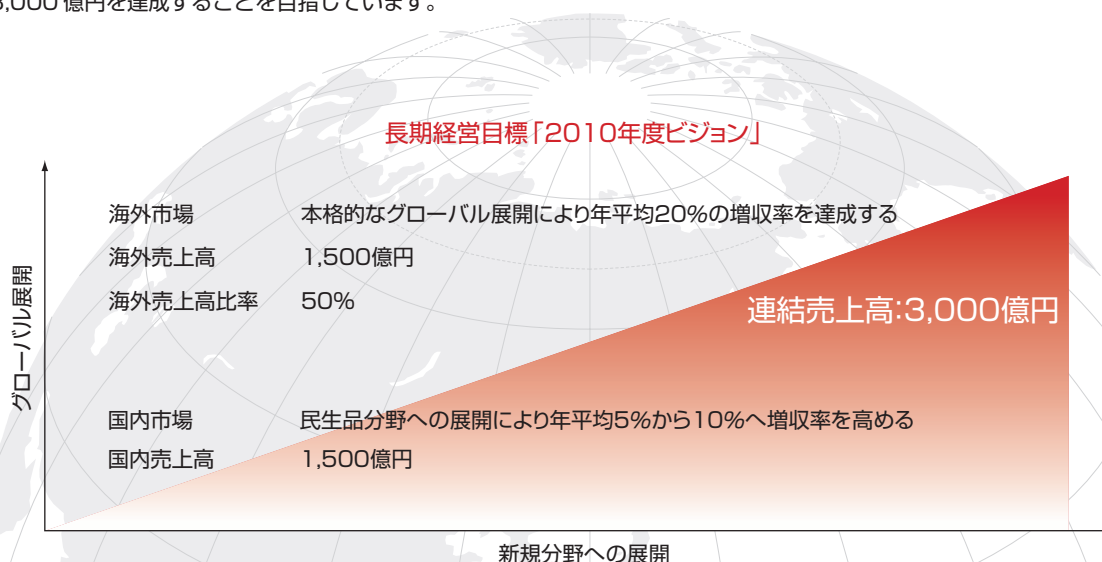 3,000億円を達成することを目指しています。
長期経営目標「2010年度ビジョン」
海外市場 本格的なグローバル展開により年平均20%の増収率を達成する
海外売上高 1,500億円
海外売上高比率 50%
連結売上高:3,000億円
グローバル展開
国内市場 民生品分野への展開により年平均5%から10%へ増収率を高める
国内売上高 1,500億円
新規分野への展開